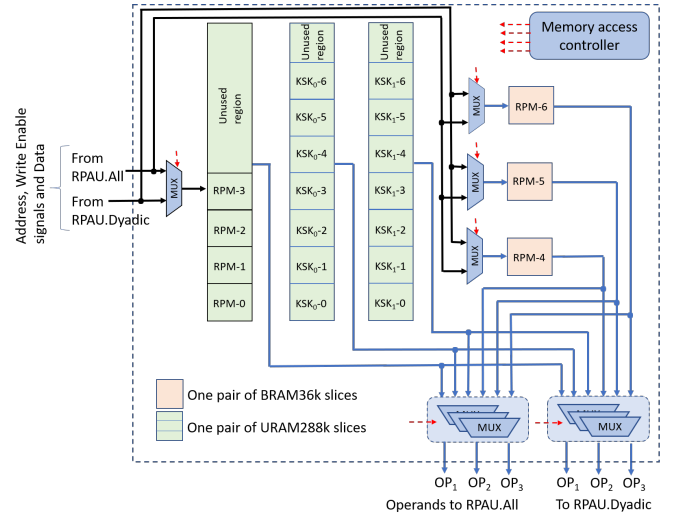 Memory access
controller
Address, Write Enable
signals and Data
From
RPAU.All
From
RPAU.Dyadic
MUX
Unused
region
RPM-3
RPM-2
RPM-1
RPM-0
Unused
region
KSK₀-6
KSK₀-5
KSK₀-4
KSK₀-3
KSK₀-2
KSK₀-1
KSK₀-0
Unused
region
KSK₁-6
KSK₁-5
KSK₁-4
KSK₁-3
KSK₁-2
KSK₁-1
KSK₁-0
MUX
RPM-6
MUX
RPM-5
MUX
RPM-4
One pair of BRAM36k slices
One pair of URAM288k slices
MUX
MUX
MUX
MUX
OP₁ OP₂ OP₃
OP₁ OP₂ OP₃
Operands to RPAU.All
To RPAU.Dyadic